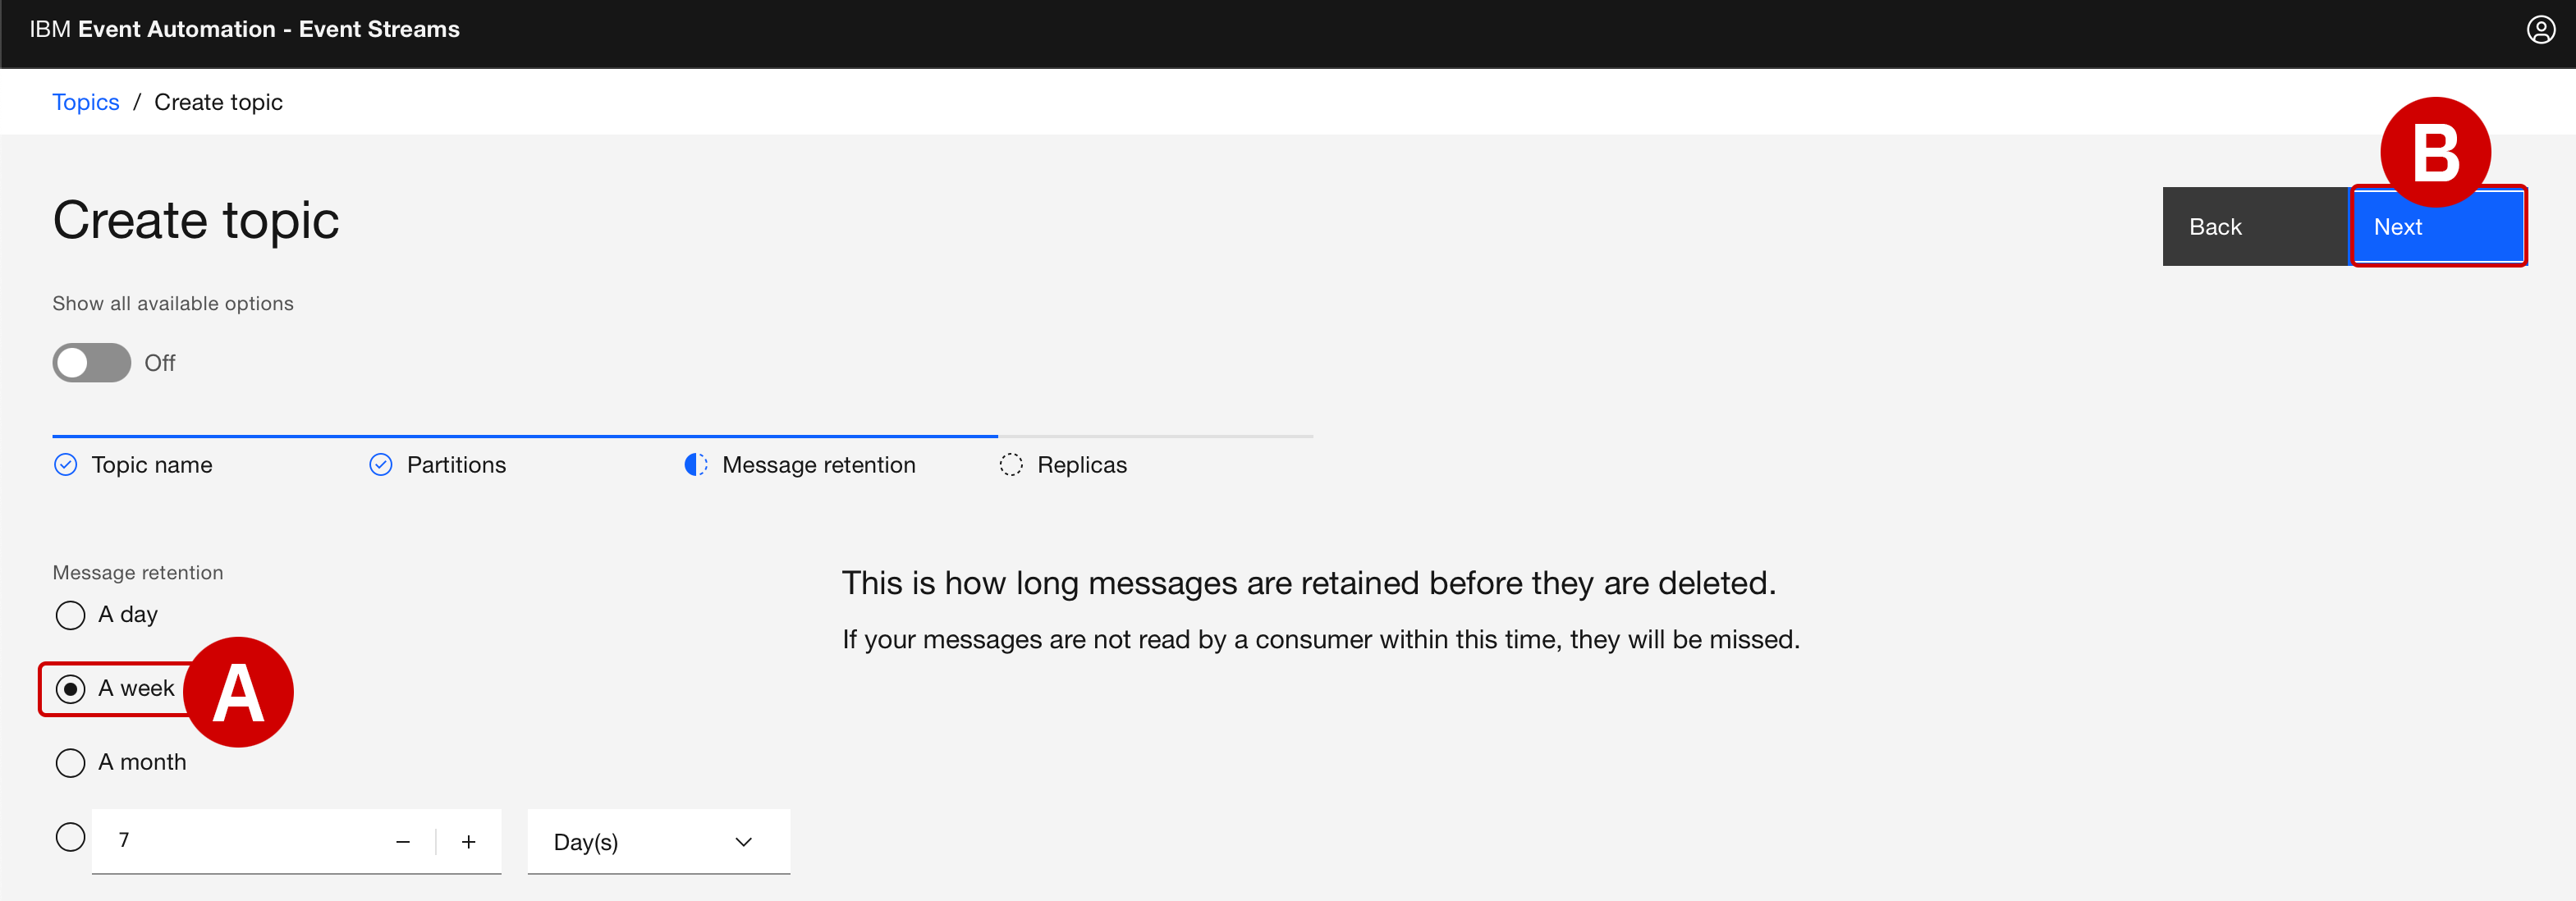 IBM Event Automation - Event Streams
Topics / Create topic
B
Create topic
Back
Next
Show all available options
Off
Topic name
Partitions
Message retention
Replicas
Message retention
This is how long messages are retained before they are deleted.
If your messages are not read by a consumer within this time, they will be missed.
A day
A week
A
A month
7
Day(s)